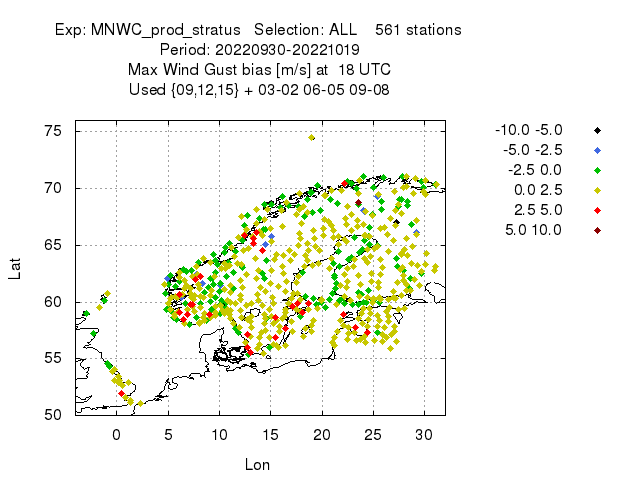 Exp: MNWC_prod_stratus   Selection: ALL    561 stations
Period: 20220930-20221019
Max Wind Gust bias [m/s] at  18 UTC
Used {09,12,15} + 03-02 06-05 09-08
75
70
65
60
55
50
Lat
0 5 10 15 20 25 30
Lon
-10.0 -5.0
-5.0 -2.5
-2.5 0.0
0.0 2.5
2.5 5.0
5.0 10.0